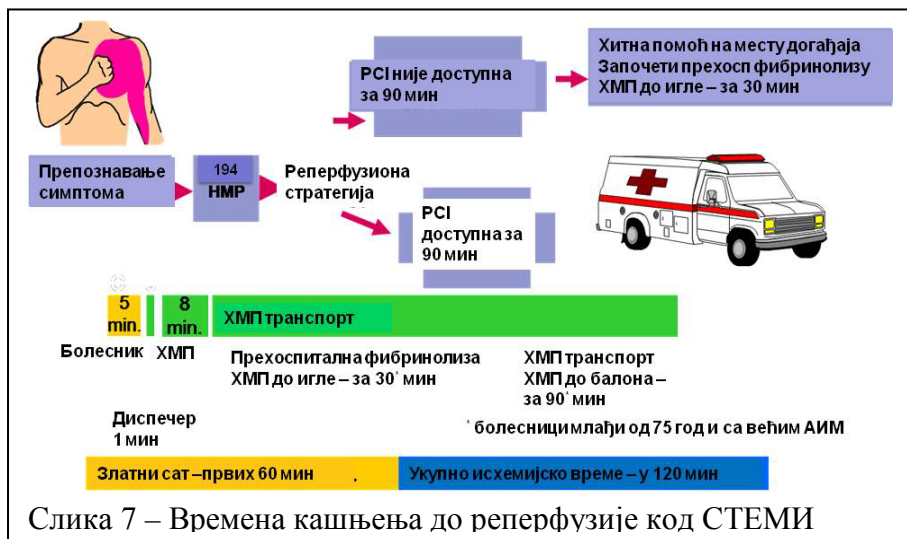 PCI није доступна
за 90 мин
Хитна помоћ на месту догађаја
Започети прехосп фибринолизу
ХМП до игле – за 30 мин
Препознавање
симптома
194
НМР
Реперфузиона
стратегија
PCI
доступна за
90 мин
5
min.
8
min.
ХМП транспорт
Болесник
ХМП
Прехоспитална фибринолиза
ХМП до игле – за 30* мин
ХМП транспорт
ХМП до балона –
за 90* мин
Диспечер
1 мин
* болесници млађи од 75 год и са већим АИМ
Златни сат – првих 60 мин .
Укупно исхемијско време – у 120 мин
Слика 7 – Времена кашњења до реперфузије код СТЕМИ